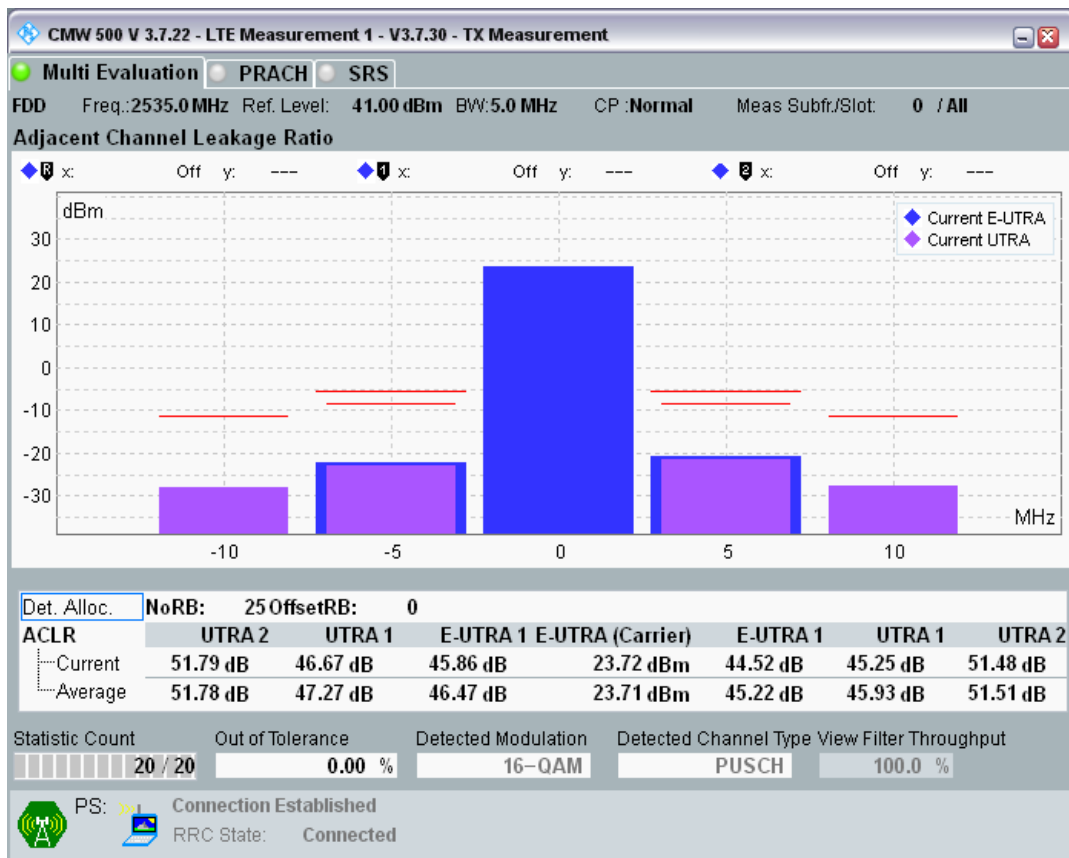 CMW 500 V 3.7.22 - LTE Measurement 1 - V3.7.30 - TX Measurement
Multi Evaluation PRACH SRS
FDD Freq.:2535.0 MHz Ref. Level: 41.00 dBm BW:5.0 MHz CP :Normal Meas Subfr./Slot: 0 / All
Adjacent Channel Leakage Ratio
R x: Off y: --- 1 x: Off y: --- 2 x: Off y: ---
dBm
Current E-UTRA
Current UTRA
30
20
10
0
-10
-20
-30
MHz
-10 -5 0 5 10
Det. Alloc. NoRB: 25 OffsetRB: 0
ACLR UTRA 2 UTRA 1 E-UTRA 1 E-UTRA (Carrier) E-UTRA 1 UTRA 1 UTRA 2
Current 51.79 dB 46.67 dB 45.86 dB 23.72 dBm 44.52 dB 45.25 dB 51.48 dB
Average 51.78 dB 47.27 dB 46.47 dB 23.71 dBm 45.22 dB 45.93 dB 51.51 dB
Statistic Count Out of Tolerance Detected Modulation Detected Channel Type View Filter Throughput
20 / 20 0.00 % 16-QAM PUSCH 100.0 %
PS: Connection Established
RRC State: Connected